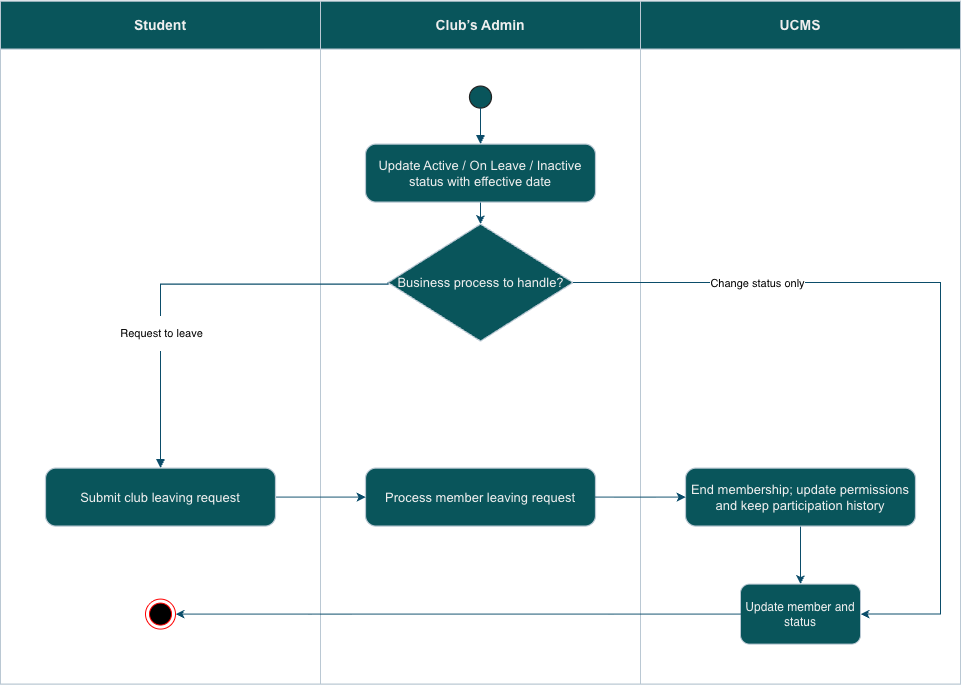 Student
Club's Admin
UCMS
Update Active / On Leave / Inactive
status with effective date
Business process to handle?
Change status only
Request to leave
Submit club leaving request
Process member leaving request
End membership; update permissions
and keep participation history
Update member and
status